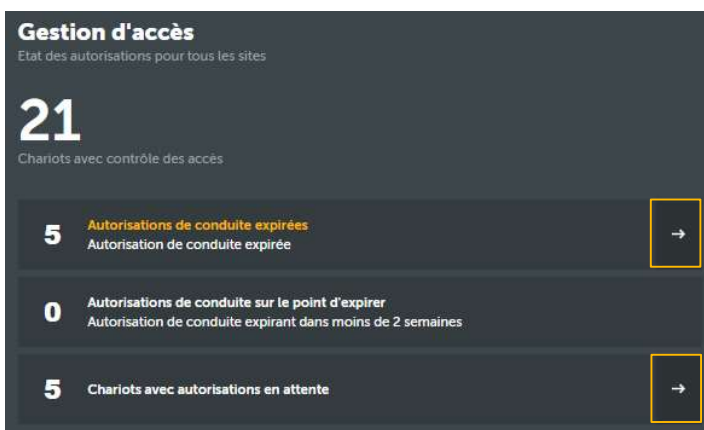 Gestion d'accès
Etat des autorisations pour tous les sites
21
Chariots avec contrôle des accès
5
Autorisations de conduite expirées
Autorisation de conduite expirée
→
0
Autorisations de conduite sur le point d'expirer
Autorisation de conduite expirant dans moins de 2 semaines
5
Chariots avec autorisations en attente
→